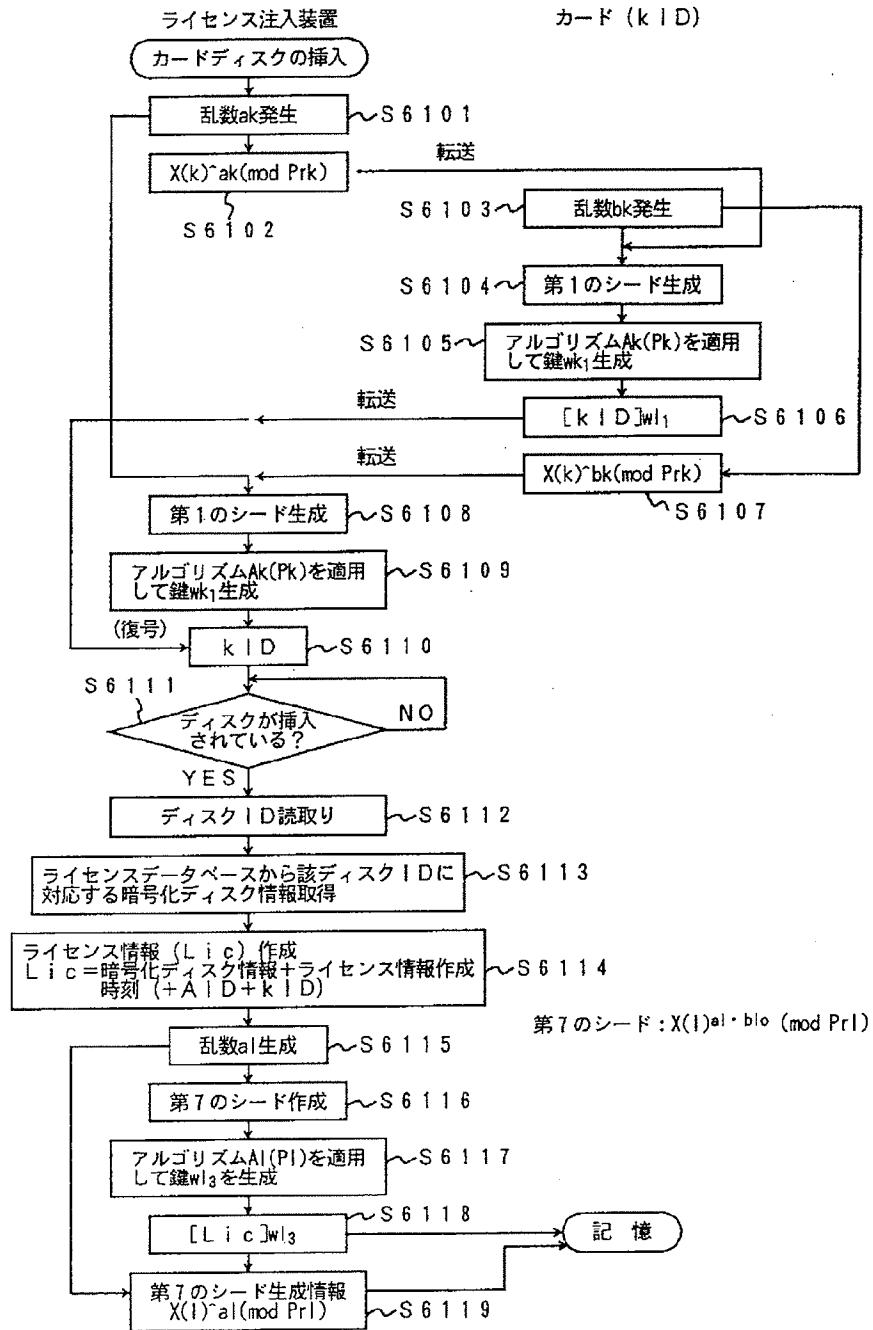 ライセンス注入装置
カード (kID)
カードディスクの挿入
乱数ak発生
S6101
転送
X(k)^ak(mod Prk)
S6102
S6103
乱数bk発生
S6104
第1のシード生成
S6105
アルゴリズムAk(Pk)を適用
して鍵wk₁生成
転送
[kID]wl₁
S6106
転送
X(k)^bk(mod Prk)
S6107
第1のシード生成
S6108
アルゴリズムAk(Pk)を適用
して鍵wk₁生成
S6109
(復号)
kID
S6110
S6111
ディスクが挿入
されている?
NO
YES
ディスクID読取り
S6112
ライセンスデータベースから該ディスクIDに
対応する暗号化ディスク情報取得
S6113
ライセンス情報 (Lic) 作成
Lic=暗号化ディスク情報+ライセンス情報作成
時刻 (+AID+kID)
S6114
第7のシード:X(l)^al・blo (mod Prl)
乱数al生成
S6115
第7のシード作成
S6116
アルゴリズムAl(Pl)を適用
して鍵wl₃を生成
S6117
[Lic]wl₃
S6118
記憶
第7のシード生成情報
X(l)^al(mod Prl)
S6119